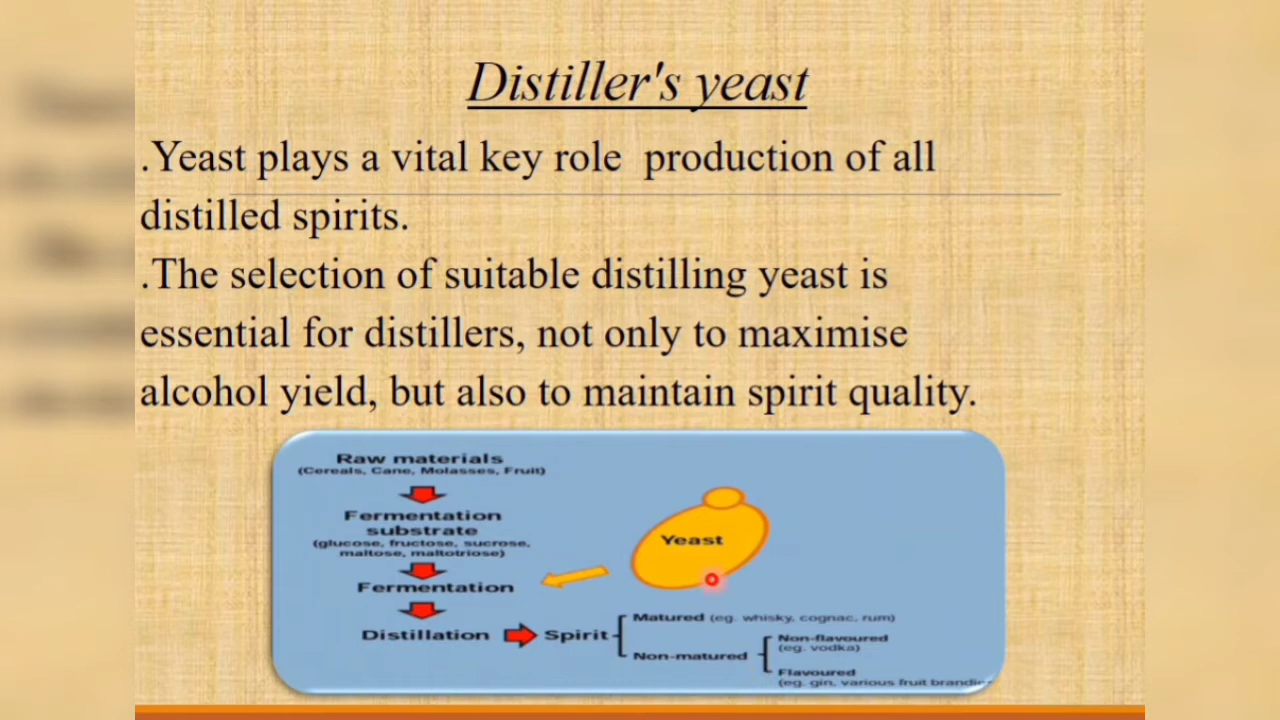 Distiller's yeast
.Yeast plays a vital key role production of all
distilled spirits.
.The selection of suitable distilling yeast is
essential for distillers, not only to maximise
alcohol yield, but also to maintain spirit quality.
Raw materials
(Cereals, Cane, Molasses, Fruit)
Fermentation
substrate
(glucose, fructose, sucrose,
maltose, maltotriose)
Yeast
Fermentation
Distillation
Spirit
Matured (eg. whisky, cognac, rum)
Non-matured
Non-flavoured
(eg. vodka)
Flavoured
(eg. gin, various fruit